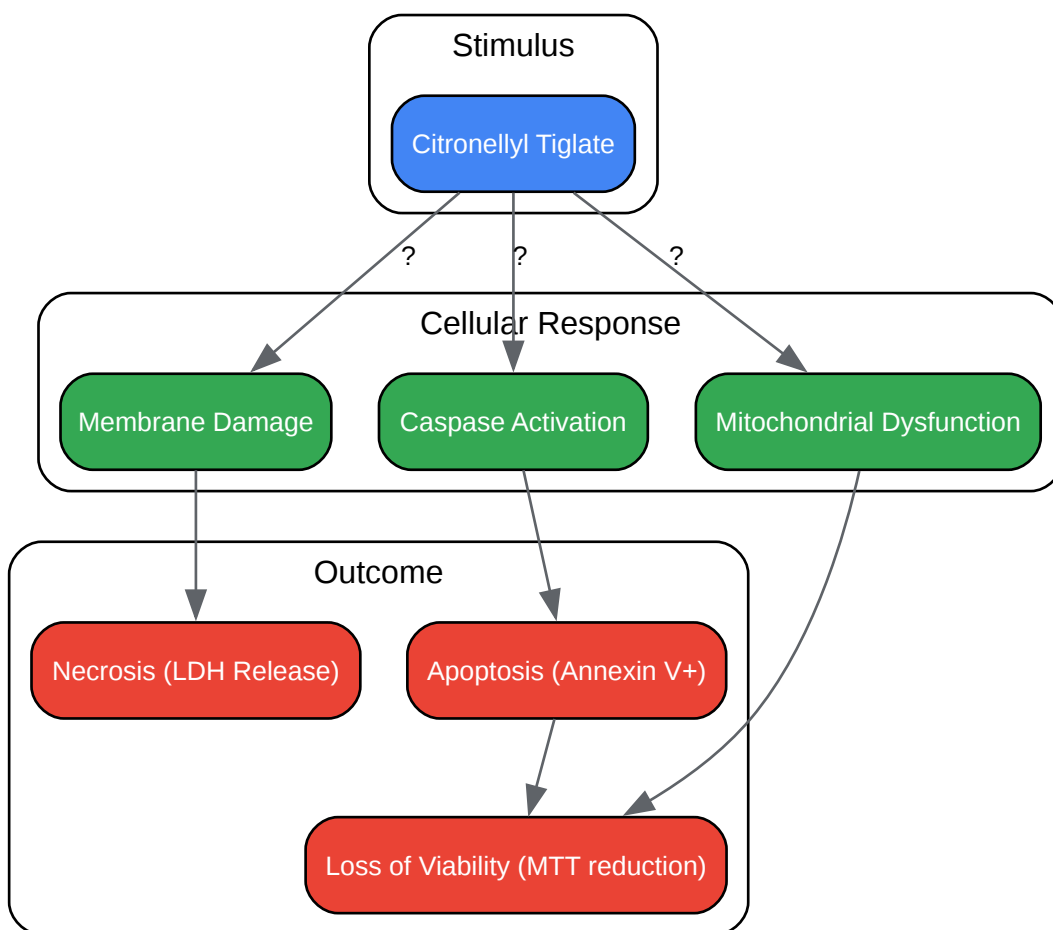 Stimulus
Citronellyl Tiglate
? ? ?
Cellular Response
Membrane Damage
Caspase Activation
Mitochondrial Dysfunction
Outcome
Necrosis (LDH Release)
Apoptosis (Annexin V+)
Loss of Viability (MTT reduction)